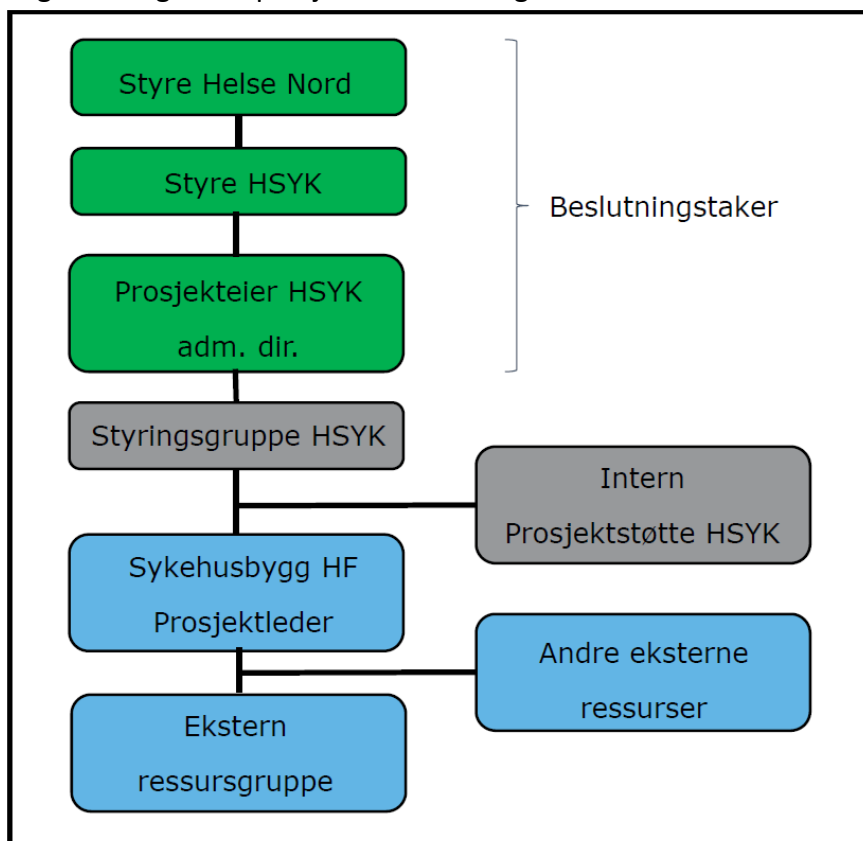 Styre Helse Nord
Styre HSYK
Beslutningstaker
Prosjekteier HSYK
adm. dir.
Styringsgruppe HSYK
Intern
Prosjektstøtte HSYK
Sykehusbygg HF
Prosjektleder
Andre eksterne
ressurser
Ekstern
ressursgruppe